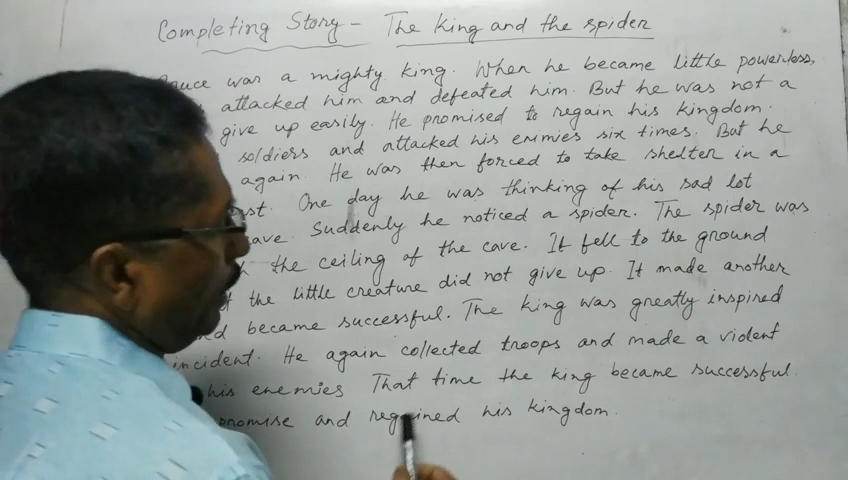 Completing Story - The King and the spider
was a mighty king. When he became little powerless,
attacked him and defeated him. But he was not a
give up easily. He promised to regain his kingdom.
soldiers and attacked his enimies six times. But he
again. He was then forced to take shelter in a
One day he was thinking of his sad lot
Suddenly he noticed a spider. The spider was
the ceiling of the cave. It fell to the ground
the little creature did not give up. It made another
became successful. The king was greatly inspired
incident. He again collected troops and made a violent
his enemies That time the king became successful.
promise and regained his kingdom.